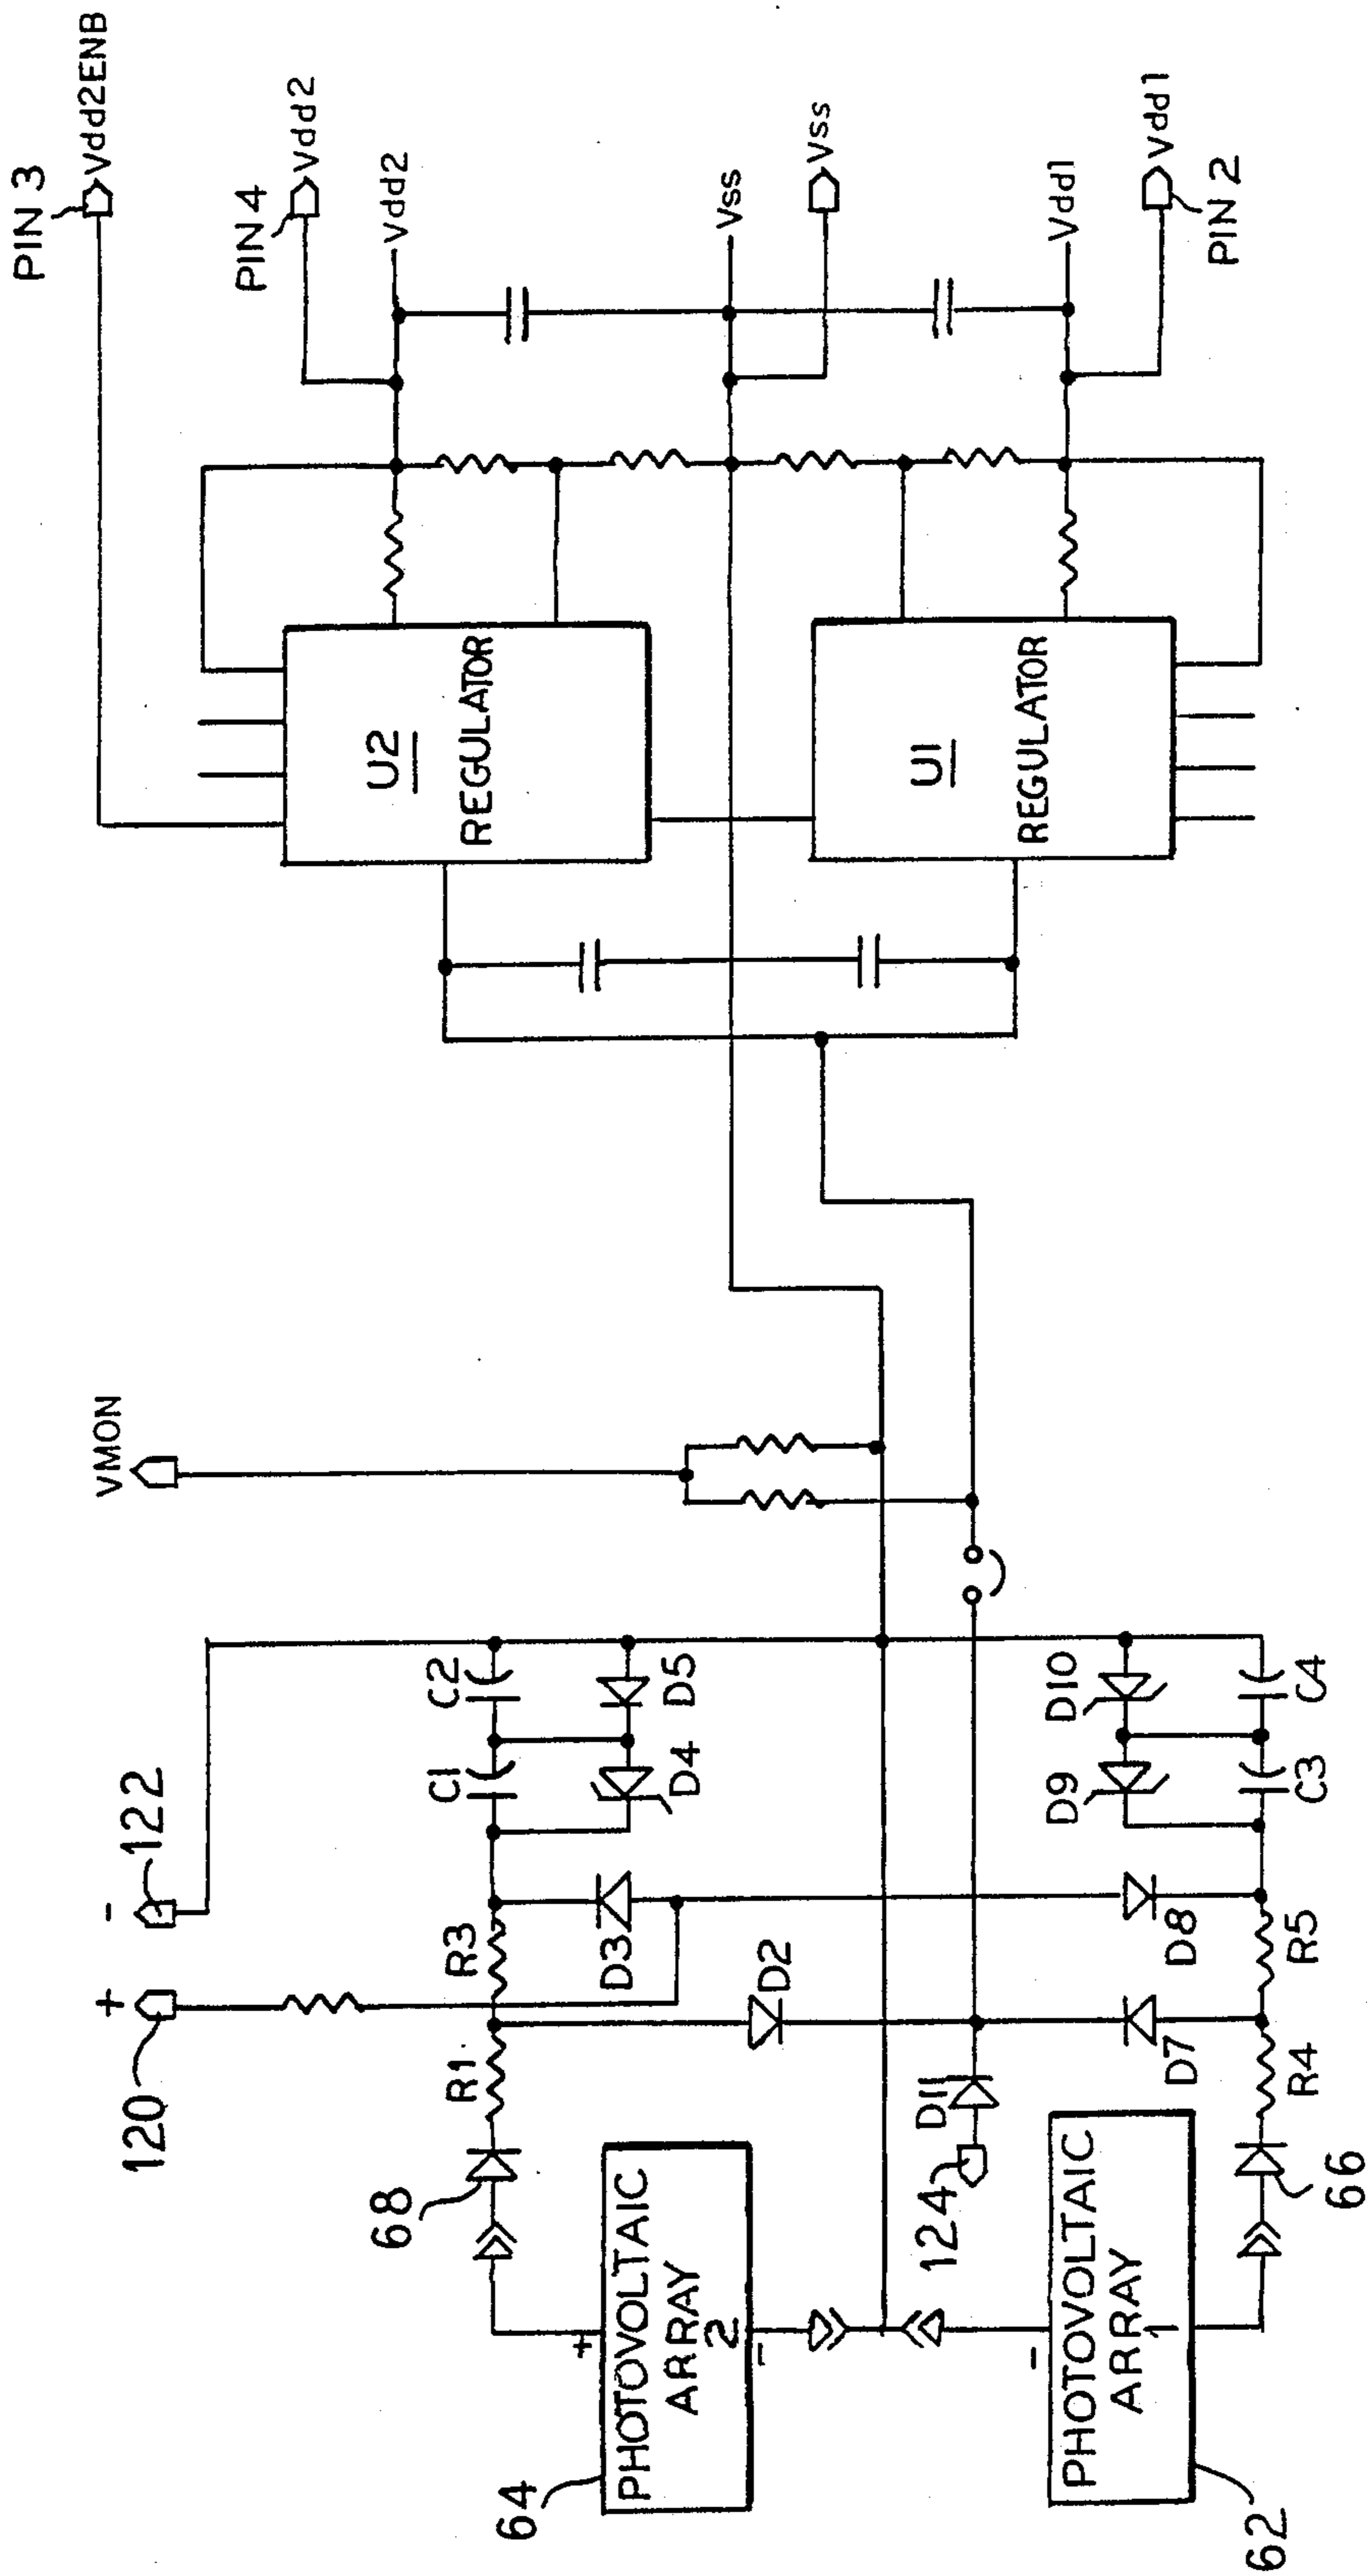 PIN 3
Vdd2ENB
PIN 4
Vdd2
Vdd2
Vss
Vss
Vdd1
Vdd1
PIN 2
U2
REGULATOR
U1
REGULATOR
VMON
120
+
122
-
68
R1
R3
C1
C2
D3
D4
D5
D2
64
+
PHOTOVOLTAIC
ARRAY
2
-
124
D11
-
PHOTOVOLTAIC
ARRAY
1
62
66
R4
D7
R5
D8
D9
D10
C3
C4